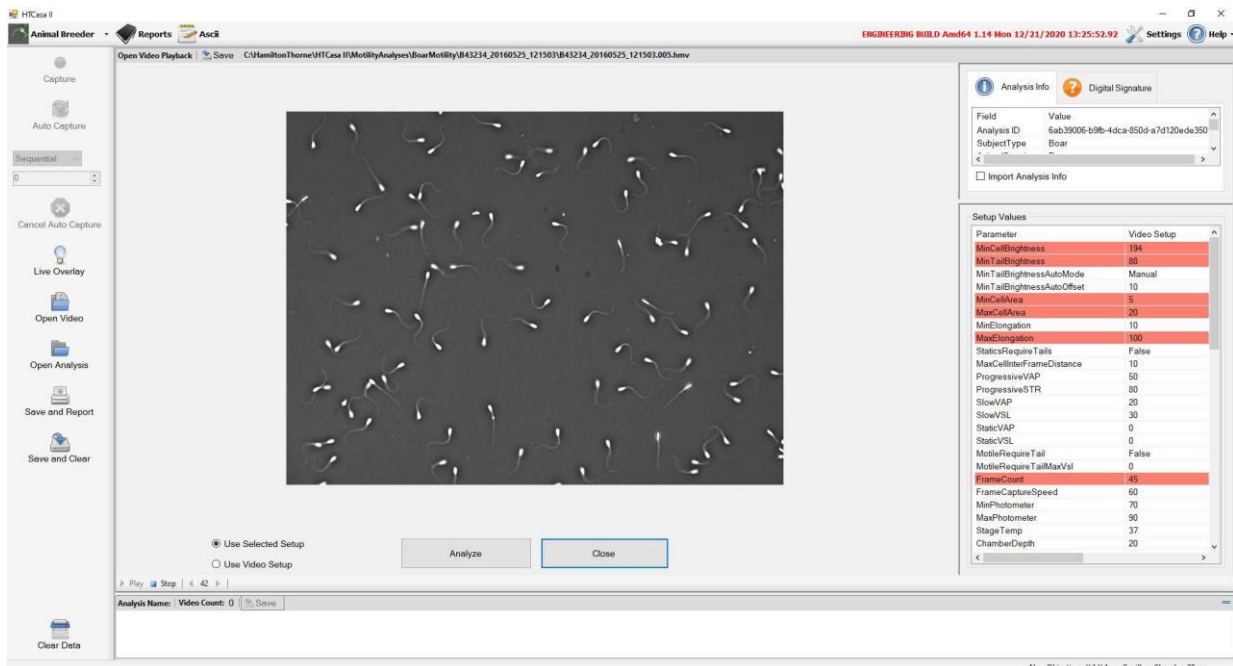 HTCasa II
Animal Breeder
Reports
Ascii
ENGINEERING BUILD Amd64 1.14 Mon 12/21/2020 13:25:52.92
Settings
Help
Capture
Auto Capture
Sequential
0
Cancel Auto Capture
Live Overlay
Open Video
Open Analysis
Save and Report
Save and Clear
Clear Data
Open Video Playback Save C:\HamiltonThorne\HTCasa II\MotilityAnalyses\BoarMotility\B43234_20160525_121503\B43234_20160525_121503.005.hmv
Use Selected Setup
Use Video Setup
Analyze
Close
Play Stop 42
Analysis Name: Video Count: 0 Save
Analysis Info
Digital Signature
Field Value
Analysis ID 6ab39006-b9fb-4dca-850d-a7d120ede350
SubjectType Boar
Import Analysis Info
Setup Values
Parameter Video Setup
MinCellBrightness 194
MinTailBrightness 88
MinTailBrightnessAutoMode Manual
MinTailBrightnessAutoOffset 10
MinCellArea 5
MaxCellArea 20
MinElongation 10
MaxElongation 100
StaticsRequireTails False
MaxCellInterFrameDistance 10
ProgressiveVAP 50
ProgressiveSTR 80
SlowVAP 20
SlowVSL 30
StaticVAP 0
StaticVSL 0
MotileRequireTail False
MotileRequireTailMaxVsl 0
FrameCount 45
FrameCaptureSpeed 60
MinPhotometer 70
MaxPhotometer 90
StageTemp 37
ChamberDepth 20